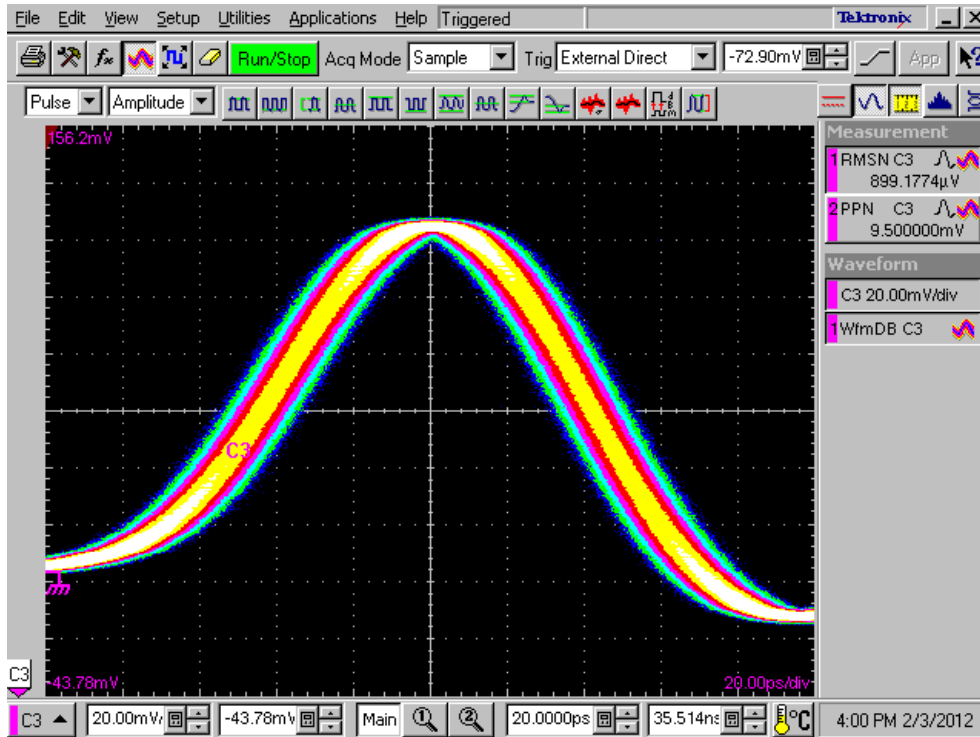 File Edit View Setup Utilities Applications Help Triggered Tektronix
Run/Stop Acq Mode Sample Trig External Direct -72.90mV App
Pulse Amplitude
156.2mV
Measurement
1 RMSN C3
899.1774µV
2 PPN C3
9.500000mV
Waveform
C3 20.00mV/div
1 WfmDB C3
C3
C3
-43.78mV 20.00ps/div
C3 20.00mV/ -43.78mV Main 1 2 20.0000ps 35.514ns °C 4:00 PM 2/3/2012